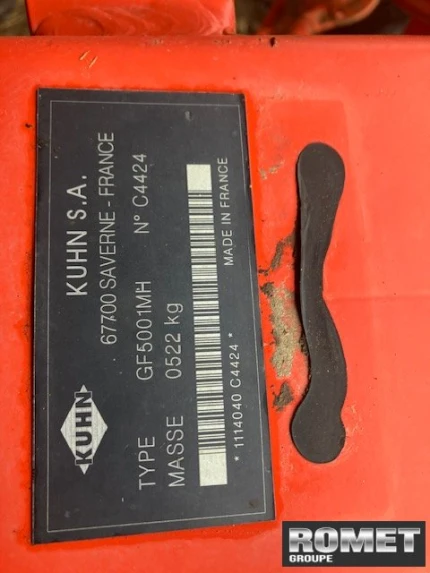 KUHN
KUHN S.A.
67700 SAVERNE - FRANCE
TYPE GF5001MH N° C4424
MASSE 0522 kg
* 1114040 C4424 *
MADE IN FRANCE
ROMET
GROUPE